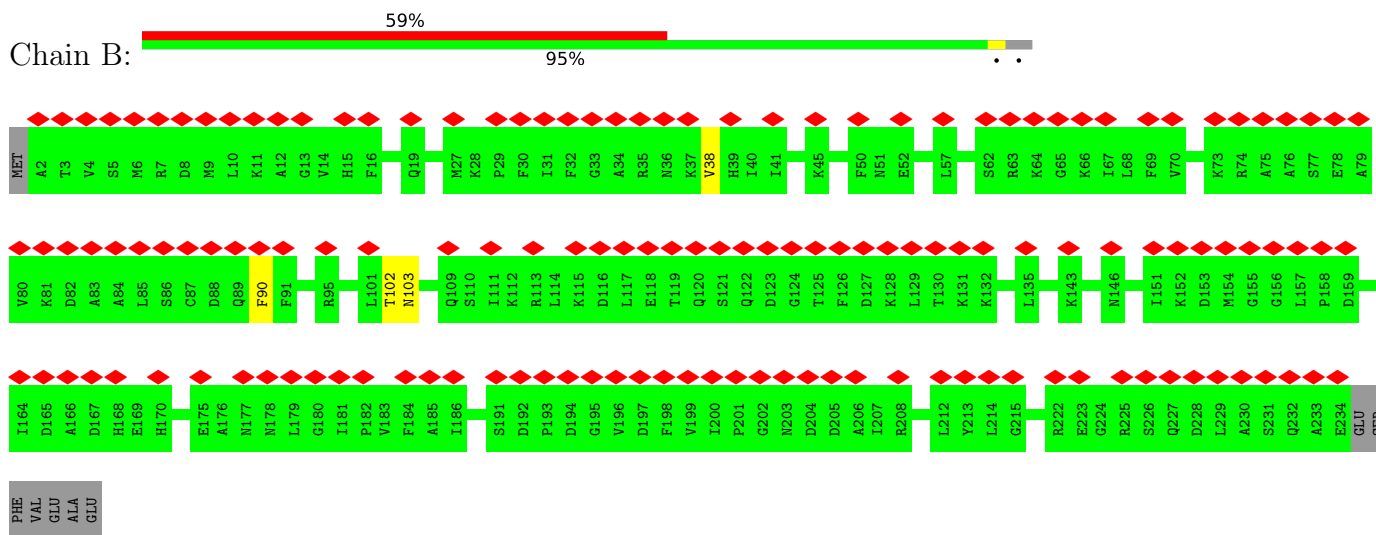 59%
Chain B:
95%
. .
MET A2 T3 V4 S5 M6 R7 D8 M9 L10 K11 A12 G13 V14 H15 F16 Q19 M27 K28 P29 F30 I31 F32 G33 A34 R35 N36 K37 V38 H39 I40 I41 K45 F50 N51 E52 L57 S62 R63 K64 G65 K66 I67 L68 F69 V70 K73 R74 A75 A76 S77 E78 A79
V80 K81 D82 A83 A84 L85 S86 C87 D88 Q89 F90 F91 R95 L101 T102 N103 Q109 S110 I111 K112 R113 L114 K115 D116 L117 E118 T119 Q120 S121 Q122 D123 G124 T125 F126 D127 K128 L129 T130 K131 K132 L135 K143 N146 I151 K152 D153 M154 G155 G156 L157 P158 D159
I164 D165 A166 D167 H168 E169 H170 E175 A176 N177 N178 L179 G180 I181 P182 V183 F184 A185 I186 S191 D192 P193 D194 G195 V196 D197 F198 V199 I200 P201 G202 N203 D204 D205 A206 I207 R208 L212 Y213 L214 G215 R222 E223 G224 R225 S226 Q227 D228 L229 A230 S231 Q232 A233 E234 GLU
PHE VAL GLU ALA GLU